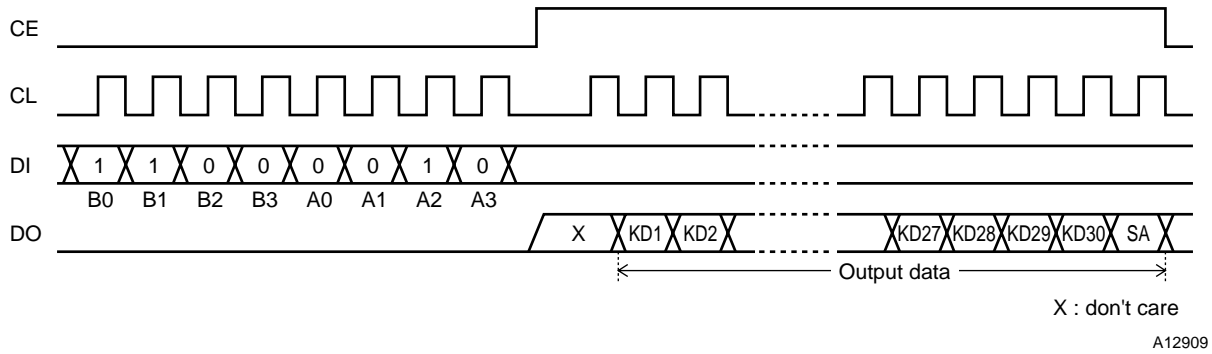 CE
CL
DI 1 1 0 0 0 0 1 0
B0 B1 B2 B3 A0 A1 A2 A3
DO X KD1 KD2 KD27 KD28 KD29 KD30 SA
Output data
X : don't care
A12909